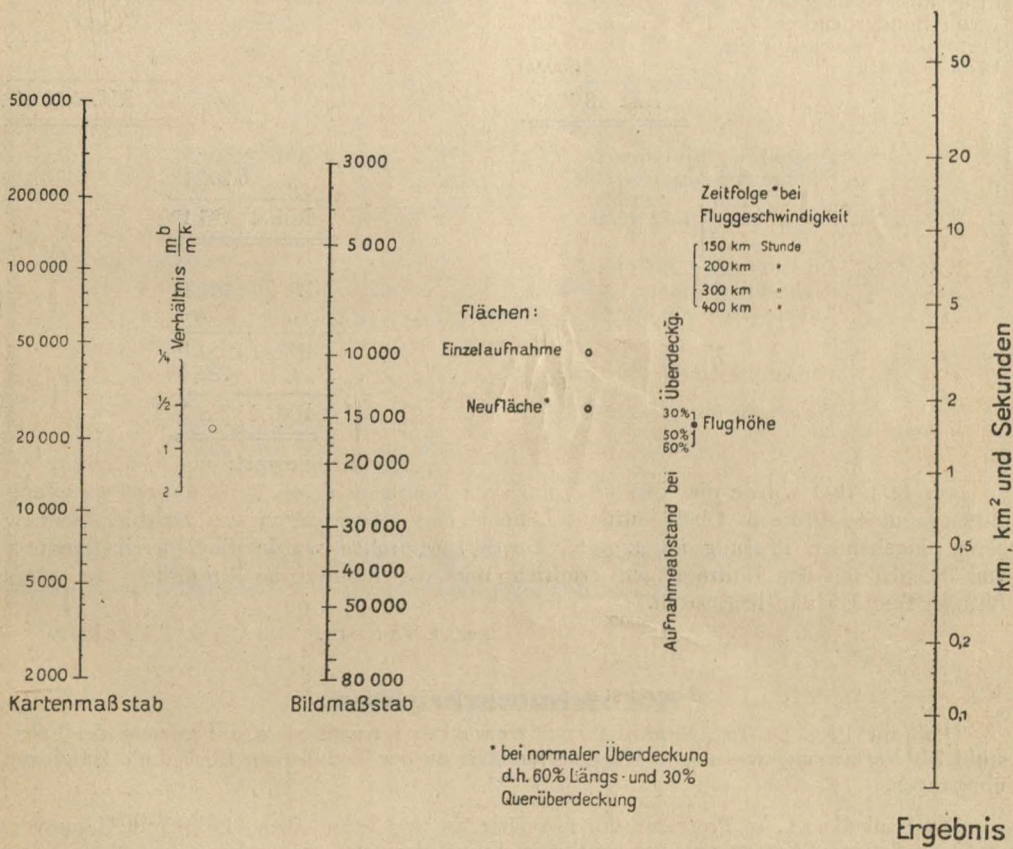 500 000
200 000
100 000
50 000
20 000
10 000
5 000
2 000
Kartenmaßstab
Verhältnis mb/mk
1/4
1/2
1
2
3000
5 000
10 000
15 000
20 000
30 000
40 000
50 000
80 000
Bildmaßstab
Flächen:
Einzelaufnahme
Neufläche*
Zeitfolge * bei
Fluggeschwindigkeit
150 km Stunde
200 km "
300 km "
400 km "
Aufnahmeabstand bei Überdeckg.
30%
50%
60%
Flughöhe
50
20
10
5
2
1
0,5
0,2
0,1
km, km² und Sekunden
* bei normaler Überdeckung
d.h. 60% Längs- und 30%
Querüberdeckung
Ergebnis